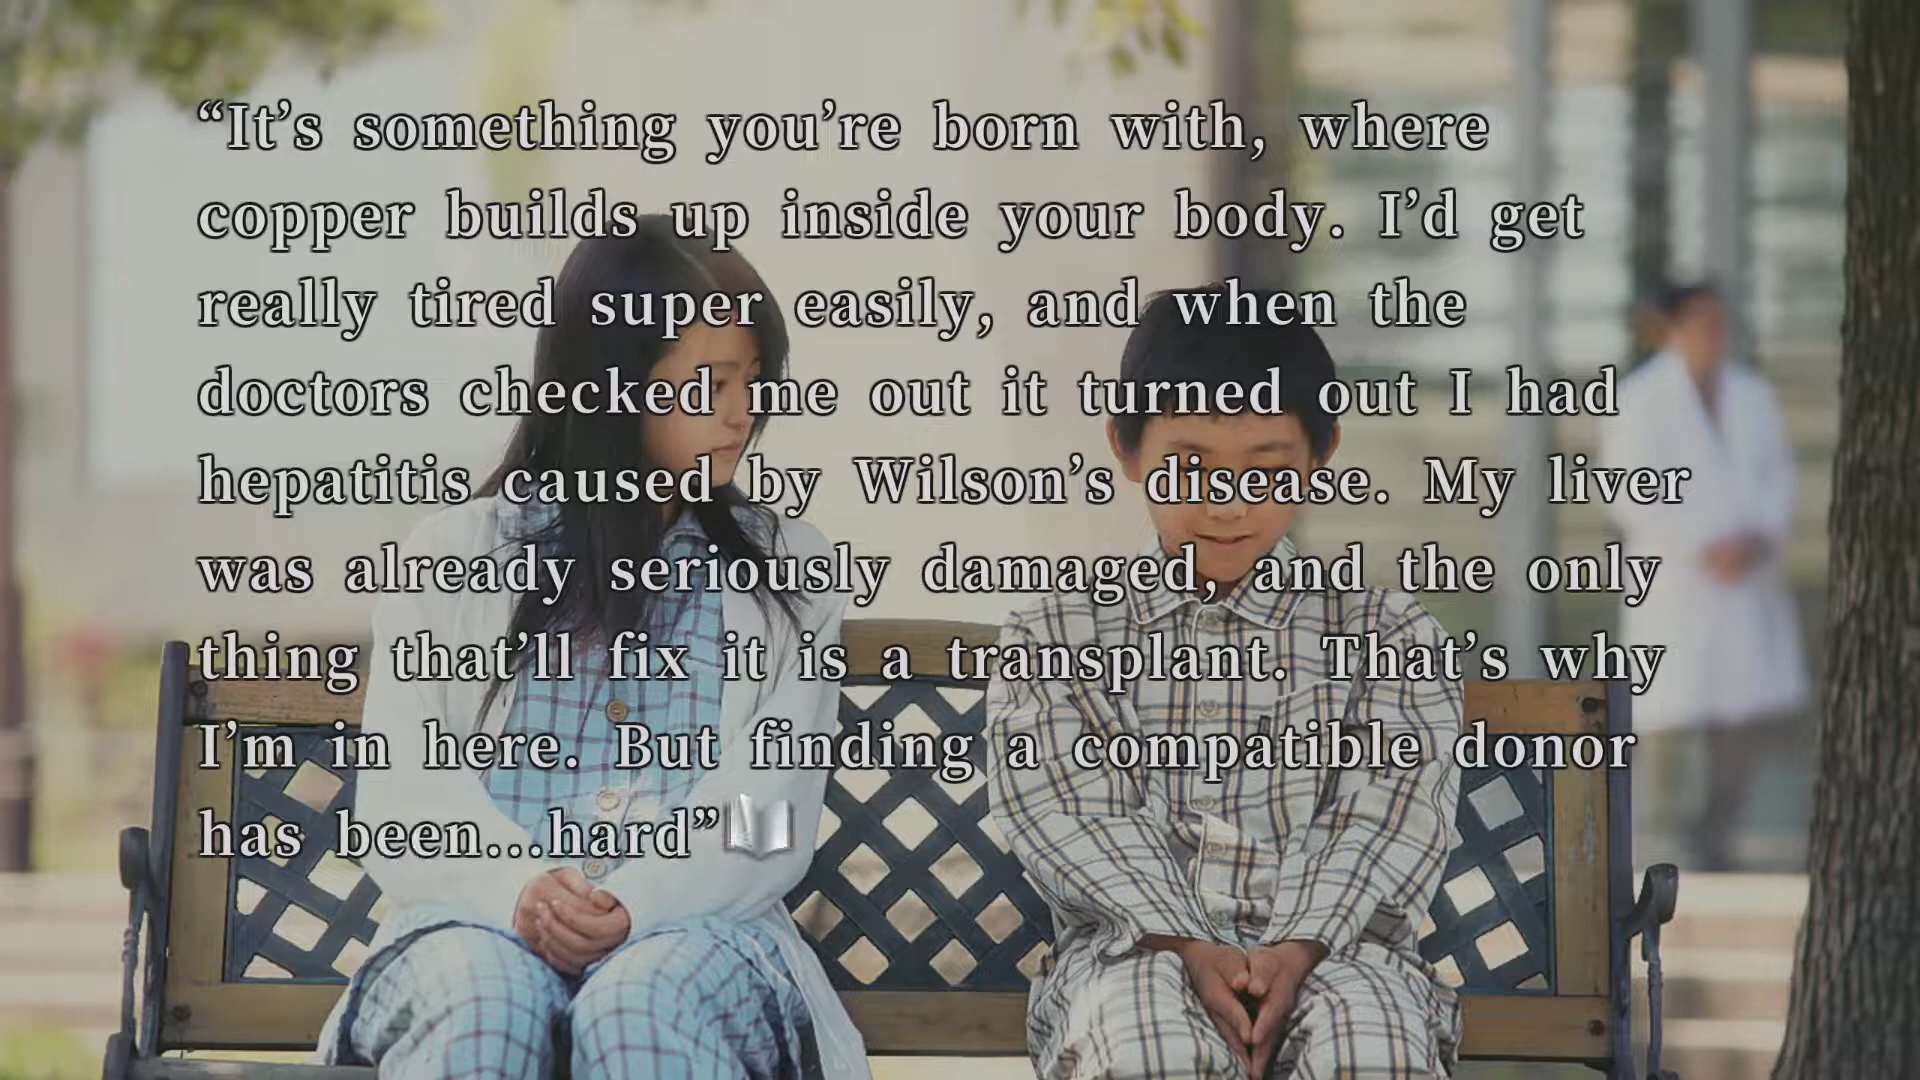 “It’s something you’re born with, where
copper builds up inside your body. I’d get
really tired super easily, and when the
doctors checked me out it turned out I had
hepatitis caused by Wilson’s disease. My liver
was already seriously damaged, and the only
thing that’ll fix it is a transplant. That’s why
I’m in here. But finding a compatible donor
has been...hard”